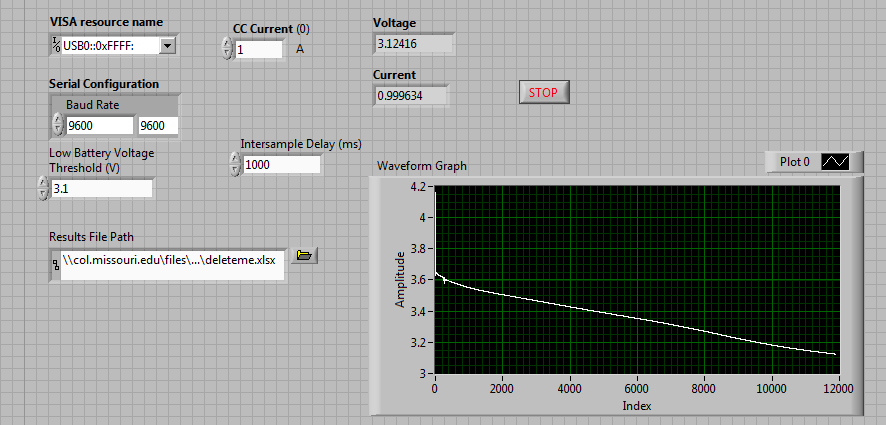 VISA resource name
USB0::0xFFFF:
CC Current (0)
1 A
Voltage
3.12416
Current
0.999634
STOP
Serial Configuration
Baud Rate
9600 9600
Low Battery Voltage
Threshold (V)
3.1
Intersample Delay (ms)
1000
Results File Path
\\col.missouri.edu\files\...\deleteme.xlsx
Waveform Graph
Plot 0
Amplitude
4.2
4
3.8
3.6
3.4
3.2
3
0 2000 4000 6000 8000 10000 12000
Index